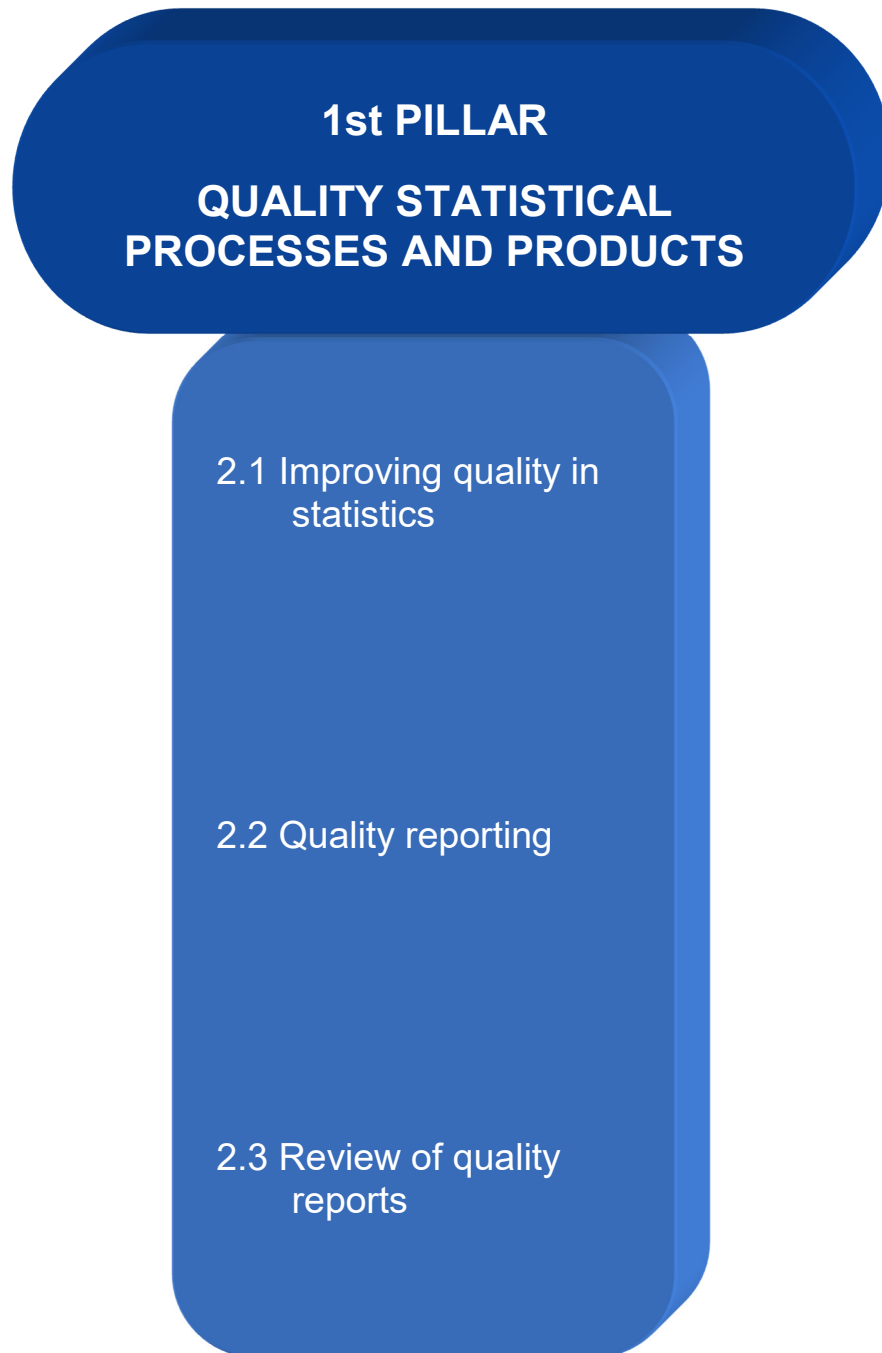 1st PILLAR
QUALITY STATISTICAL
PROCESSES AND PRODUCTS
2.1 Improving quality in
statistics
2.2 Quality reporting
2.3 Review of quality
reports